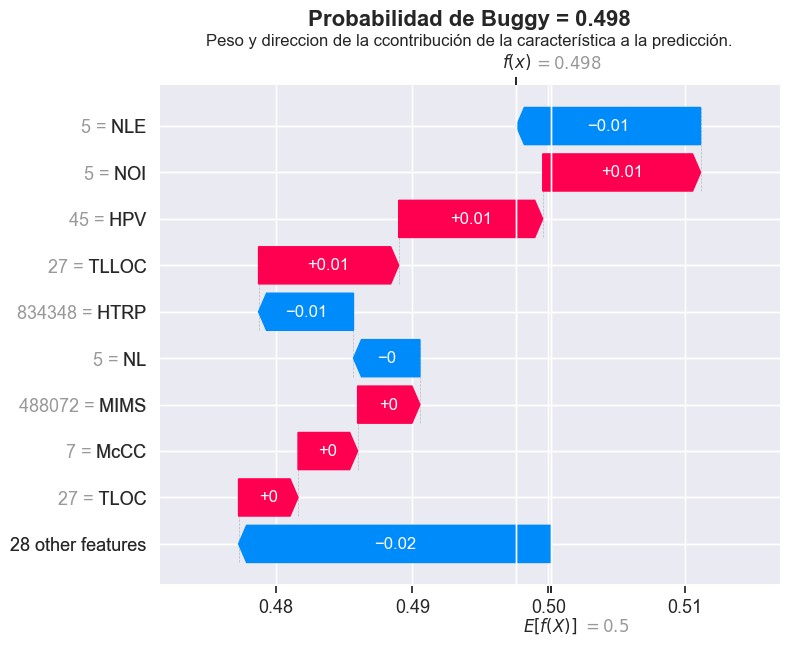 Probabilidad de Buggy = 0.498
Peso y direccion de la ccontribución de la característica a la predicción.
f(x) = 0.498
5 = NLE
−0.01
5 = NOI
+0.01
45 = HPV
+0.01
27 = TLLOC
+0.01
834348 = HTRP
−0.01
5 = NL
−0
488072 = MIMS
+0
7 = McCC
+0
27 = TLOC
+0
28 other features
−0.02
0.48 0.49 0.50 0.51
E[f(X)] = 0.5